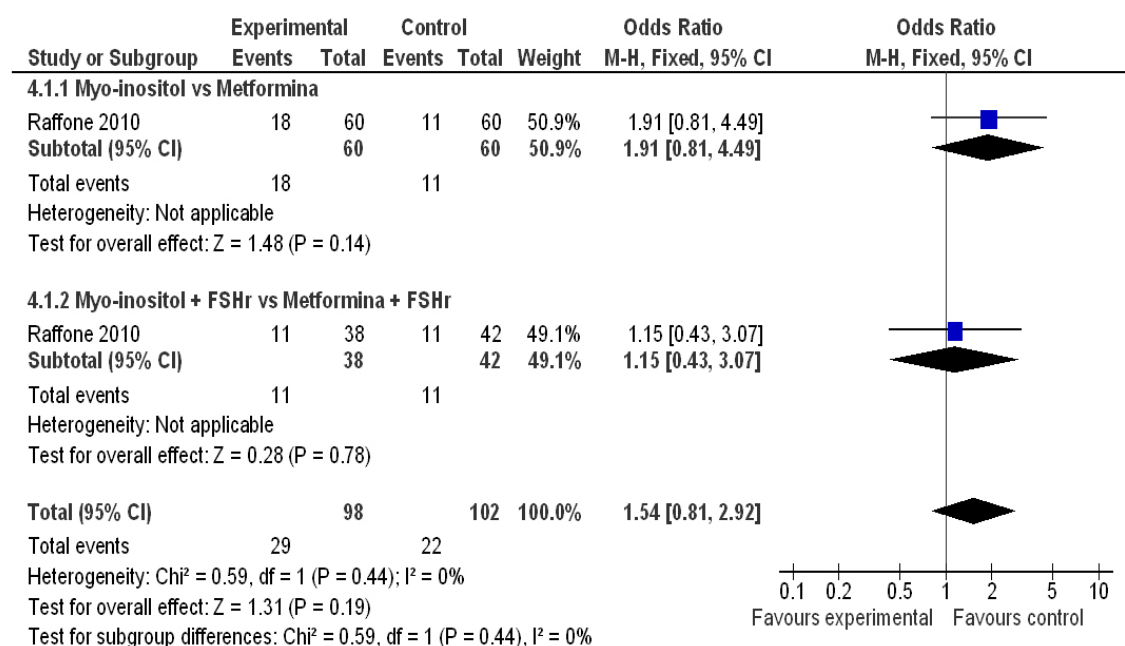 Experimental Control Odds Ratio Odds Ratio
Study or Subgroup Events Total Events Total Weight M-H, Fixed, 95% CI M-H, Fixed, 95% CI
4.1.1 Myo-inositol vs Metformina
Raffone 2010 18 60 11 60 50.9% 1.91 [0.81, 4.49]
Subtotal (95% CI) 60 60 50.9% 1.91 [0.81, 4.49]
Total events 18 11
Heterogeneity: Not applicable
Test for overall effect: Z = 1.48 (P = 0.14)
4.1.2 Myo-inositol + FSHr vs Metformina + FSHr
Raffone 2010 11 38 11 42 49.1% 1.15 [0.43, 3.07]
Subtotal (95% CI) 38 42 49.1% 1.15 [0.43, 3.07]
Total events 11 11
Heterogeneity: Not applicable
Test for overall effect: Z = 0.28 (P = 0.78)
Total (95% CI) 98 102 100.0% 1.54 [0.81, 2.92]
Total events 29 22
Heterogeneity: Chi² = 0.59, df = 1 (P = 0.44); I² = 0%
Test for overall effect: Z = 1.31 (P = 0.19)
Test for subgroup differences: Chi² = 0.59, df = 1 (P = 0.44), I² = 0%
0.1 0.2 0.5 1 2 5 10
Favours experimental Favours control